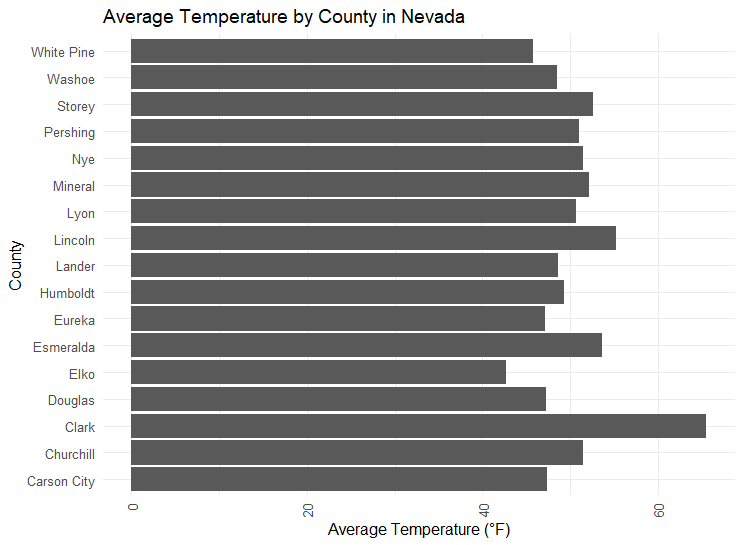 Average Temperature by County in Nevada
County
White Pine
Washoe
Storey
Pershing
Nye
Mineral
Lyon
Lincoln
Lander
Humboldt
Eureka
Esmeralda
Elko
Douglas
Clark
Churchill
Carson City
0 20 40 60
Average Temperature (°F)